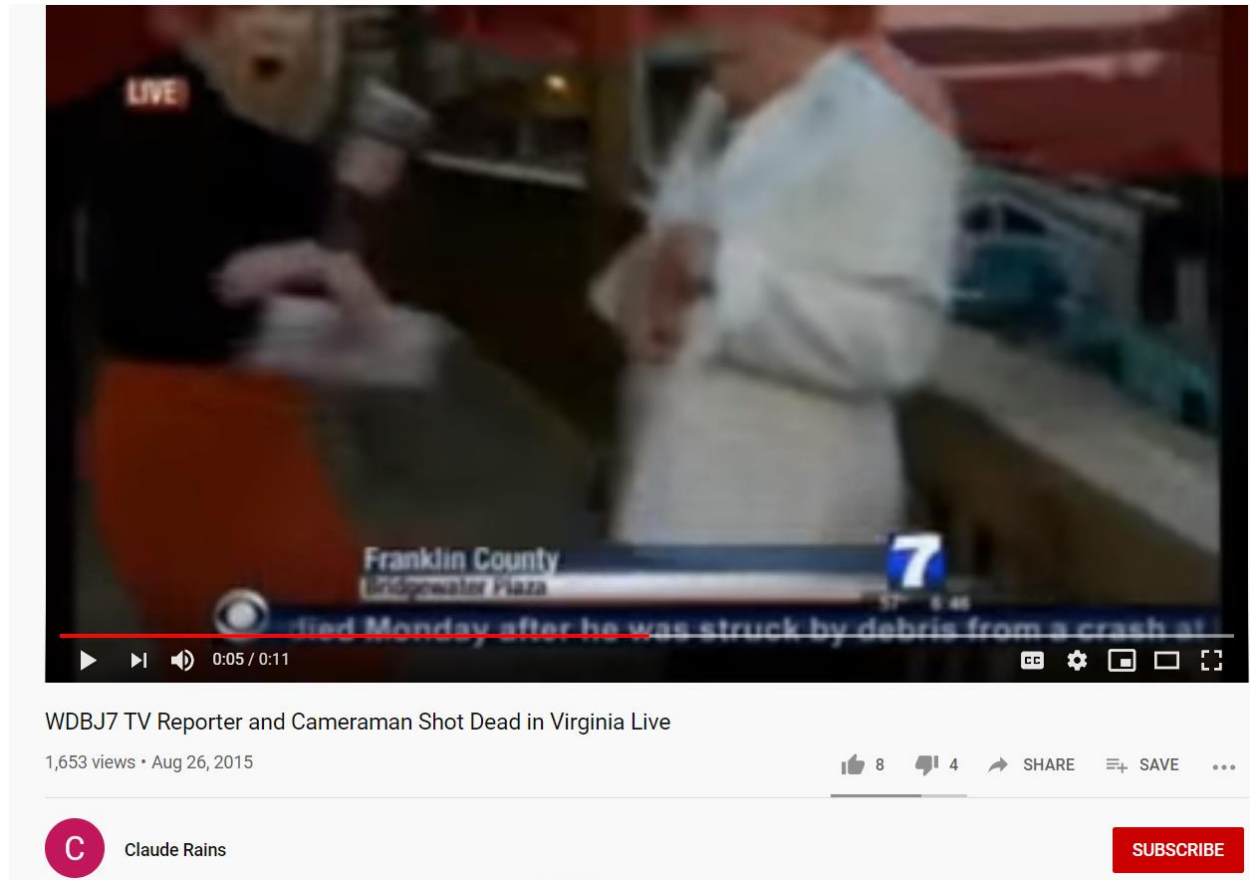 LIVE
Franklin County
Bridgewater Plaza
7
57° 6:46
died Monday after he was struck by debris from a crash at
0:05 / 0:11
CC
WDBJ7 TV Reporter and Cameraman Shot Dead in Virginia Live
1,653 views • Aug 26, 2015
8
4
SHARE
SAVE
C
Claude Rains
SUBSCRIBE